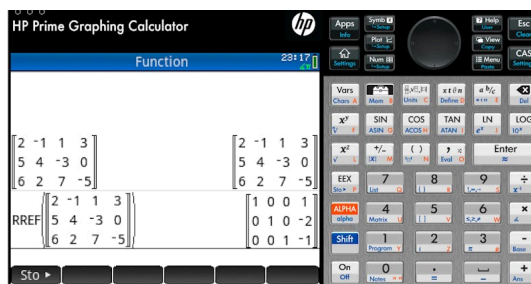 HP Prime Graphing Calculator
hp
Function
23:17
2 -1 1 3
5 4 -3 0
6 2 7 -5
2 -1 1 3
5 4 -3 0
6 2 7 -5
RREF
2 -1 1 3
5 4 -3 0
6 2 7 -5
1 0 0 1
0 1 0 -2
0 0 1 -1
Sto ▸
Apps
Info
Symb
Setup
Plot
Setup
Num
Setup
Settings
Help
User
View
Copy
Menu
Paste
Esc
Clear
CAS
Setting
Vars
Chars A
Mem B
Units C
x t θ n
Define D
a b/c
Del
SIN
ASIN G
COS
ACOS H
TAN
ATAN I
LN
LOG
+/-
|X| M
( )
N
Eval O
Enter
≈
EEX
Sto ▸ P
7
List Q
8
9
÷
ALPHA
alpha
4
Matrix U
5
6
×
Shift
1
Program Y
2
3
-
Base
On
Off
0
Notes
.
=
+
Ans